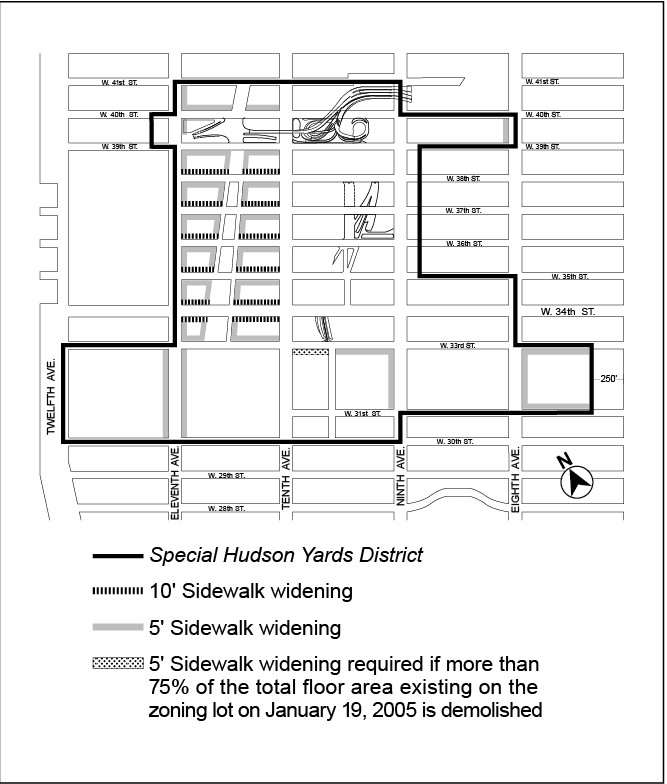 W. 41st ST.
W. 41st ST.
W. 40th ST.
W. 40th ST.
W. 39th ST.
W. 39th ST.
W. 38th ST.
W. 37th ST.
W. 36th ST.
W. 35th ST.
W. 34th ST.
W. 33rd ST.
250'
TWELFTH AVE.
W. 31st ST.
W. 30th ST.
ELEVENTH AVE.
TENTH AVE.
NINTH AVE.
EIGHTH AVE.
N
W. 29th ST.
W. 28th ST.
Special Hudson Yards District
10' Sidewalk widening
5' Sidewalk widening
5' Sidewalk widening required if more than
75% of the total floor area existing on the
zoning lot on January 19, 2005 is demolished